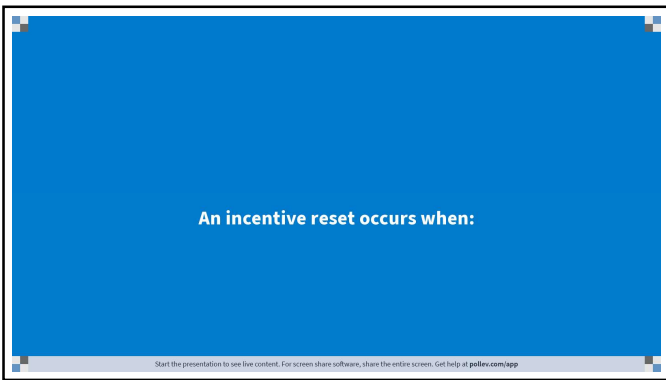 An incentive reset occurs when:
Start the presentation to see live content. For screen share software, share the entire screen. Get help at pollev.com/app